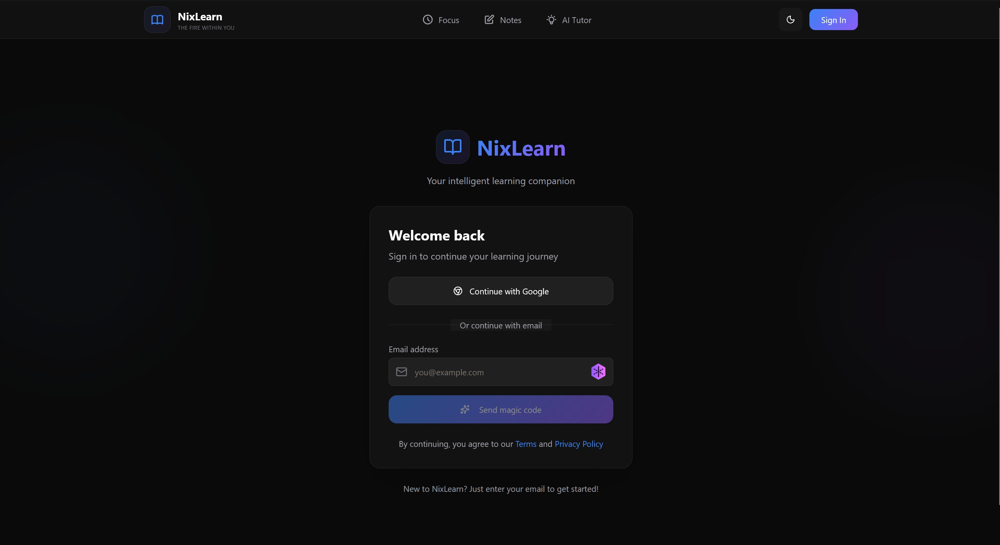 NixLearn
THE FIRE WITHIN YOU
Focus
Notes
AI Tutor
Sign In
NixLearn
Your intelligent learning companion
Welcome back
Sign in to continue your learning journey
Continue with Google
Or continue with email
Email address
you@example.com
Send magic code
By continuing, you agree to our Terms and Privacy Policy
New to NixLearn? Just enter your email to get started!